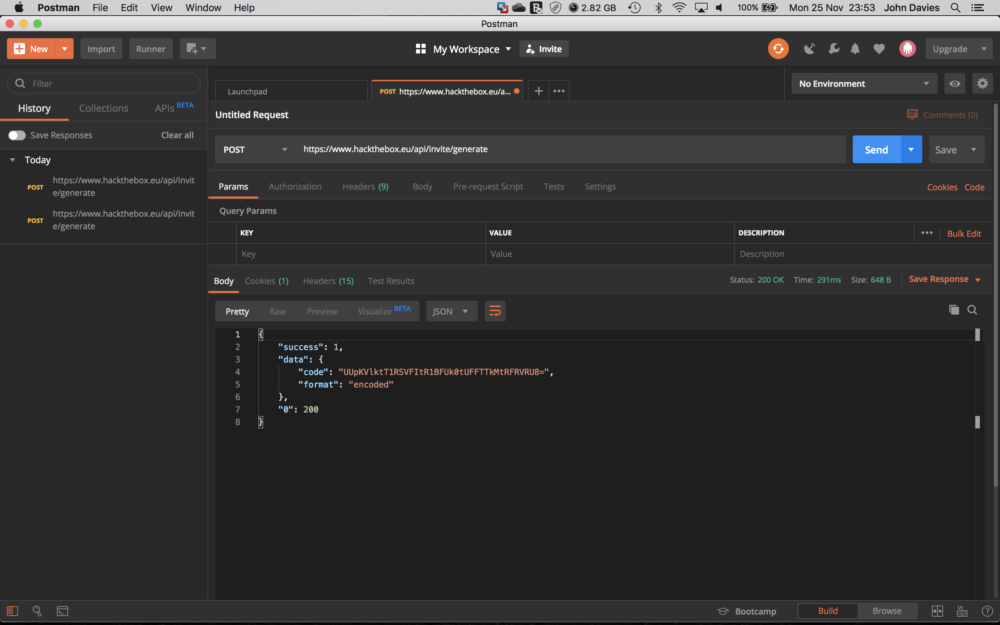 Postman File Edit View Window Help 2.82 GB 100% Mon 25 Nov 23:53 John Davies
Postman
New Import Runner My Workspace Invite Upgrade
Filter
Launchpad POST https://www.hackthebox.eu/a... No Environment
History Collections APIs BETA
Untitled Request Comments (0)
Save Responses Clear all
POST https://www.hackthebox.eu/api/invite/generate Send Save
Today
POST https://www.hackthebox.eu/api/invit
e/generate
POST https://www.hackthebox.eu/api/invit
e/generate
Params Authorization Headers (9) Body Pre-request Script Tests Settings Cookies Code
Query Params
KEY VALUE DESCRIPTION ••• Bulk Edit
Key Value Description
Body Cookies (1) Headers (15) Test Results Status: 200 OK Time: 291ms Size: 648 B Save Response
Pretty Raw Preview Visualize BETA JSON
1 {
2 "success": 1,
3 "data": {
4 "code": "UUpKVlktT1RSVFItR1BFUk0tUFFTTkMtRFRVRU8=",
5 "format": "encoded"
6 },
7 "0": 200
8 }
Bootcamp Build Browse